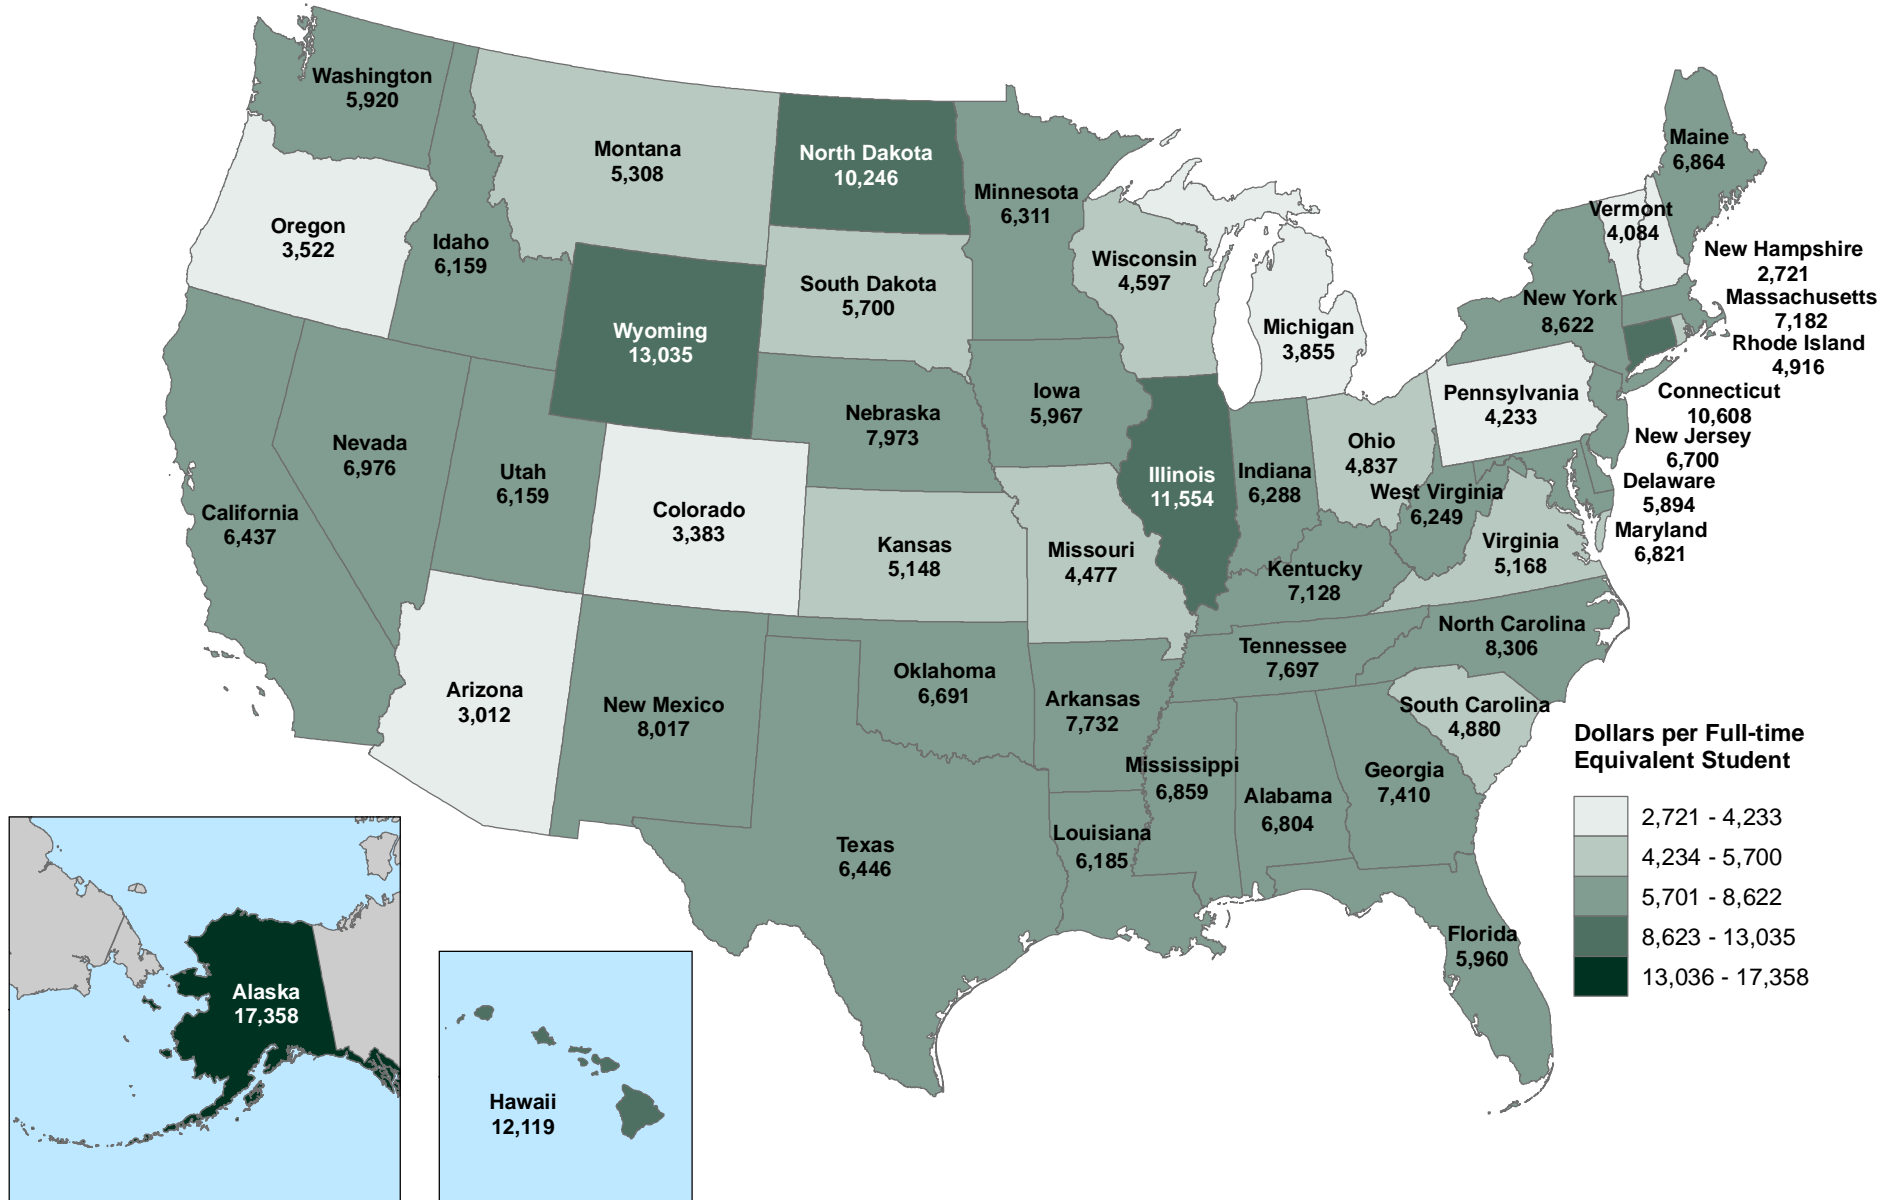 Washington
5,920
Montana
5,308
North Dakota
10,246
Minnesota
6,311
Maine
6,864
Oregon
3,522
Idaho
6,159
Wisconsin
4,597
Vermont
4,084
New Hampshire
2,721
Massachusetts
7,182
Rhode Island
4,916
Connecticut
10,608
New Jersey
6,700
Delaware
5,894
Maryland
6,821
South Dakota
5,700
Wyoming
13,035
Michigan
3,855
New York
8,622
Pennsylvania
4,233
Nebraska
7,973
Iowa
5,967
Nevada
6,976
Utah
6,159
California
6,437
Colorado
3,383
Kansas
5,148
Missouri
4,477
Illinois
11,554
Indiana
6,288
Ohio
4,837
West Virginia
6,249
Virginia
5,168
Kentucky
7,128
North Carolina
8,306
Tennessee
7,697
Arizona
3,012
New Mexico
8,017
Oklahoma
6,691
Arkansas
7,732
South Carolina
4,880
Mississippi
6,859
Alabama
6,804
Georgia
7,410
Texas
6,446
Louisiana
6,185
Florida
5,960
Alaska
17,358
Hawaii
12,119
Dollars per Full-time
Equivalent Student
2,721 - 4,233
4,234 - 5,700
5,701 - 8,622
8,623 - 13,035
13,036 - 17,358